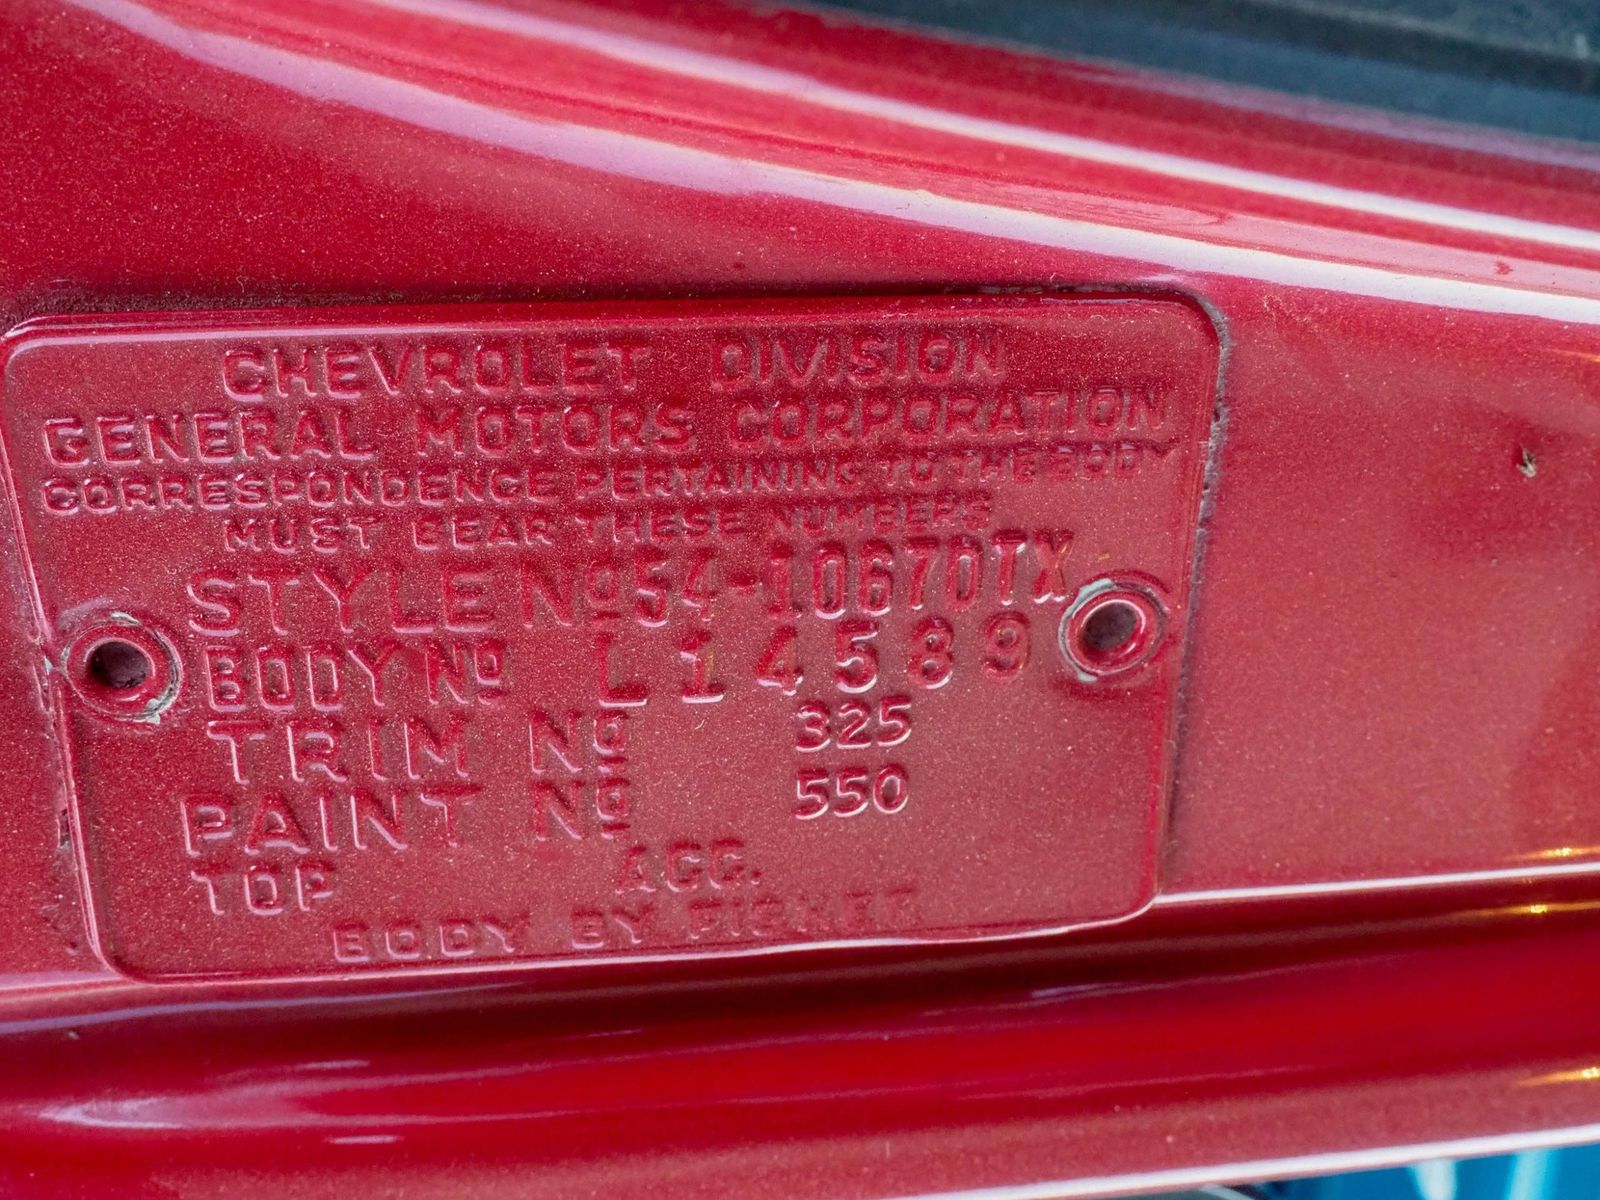 CHEVROLET DIVISION
GENERAL MOTORS CORPORATION
CORRESPONDENCE PERTAINING TO THE BODY
MUST BEAR THESE NUMBERS
STYLE Nº 54-1067DTX
BODY Nº L14589
TRIM Nº 325
PAINT Nº 550
TOP ACC.
BODY BY FISHER